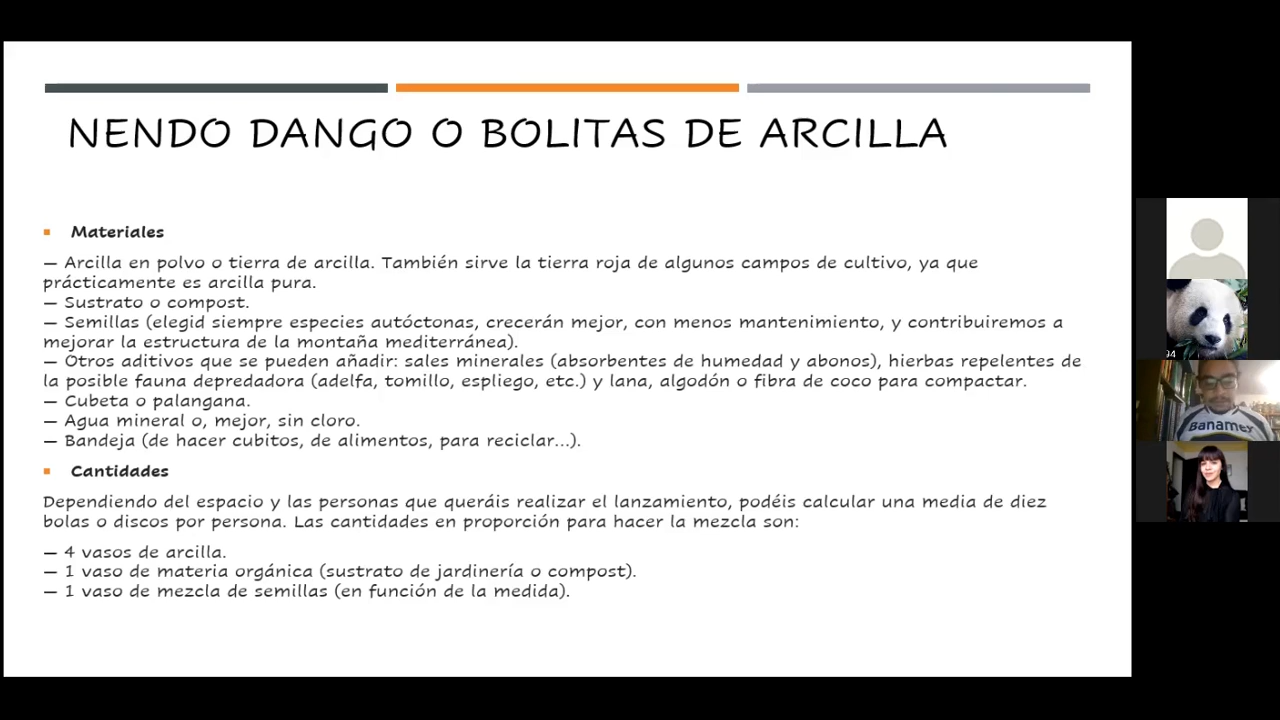 NENDO DANGO O BOLITAS DE ARCILLA
Materiales
— Arcilla en polvo o tierra de arcilla. También sirve la tierra roja de algunos campos de cultivo, ya que
prácticamente es arcilla pura.
— Sustrato o compost.
— Semillas (elegid siempre especies autóctonas, crecerán mejor, con menos mantenimiento, y contribuiremos a
mejorar la estructura de la montaña mediterránea).
— Otros aditivos que se pueden añadir: sales minerales (absorbentes de humedad y abonos), hierbas repelentes de
la posible fauna depredadora (adelfa, tomillo, espliego, etc.) y lana, algodón o fibra de coco para compactar.
— Cubeta o palangana.
— Agua mineral o, mejor, sin cloro.
— Bandeja (de hacer cubitos, de alimentos, para reciclar...).
Cantidades
Dependiendo del espacio y las personas que queráis realizar el lanzamiento, podéis calcular una media de diez
bolas o discos por persona. Las cantidades en proporción para hacer la mezcla son:
— 4 vasos de arcilla.
— 1 vaso de materia orgánica (sustrato de jardinería o compost).
— 1 vaso de mezcla de semillas (en función de la medida).
94
Banamex